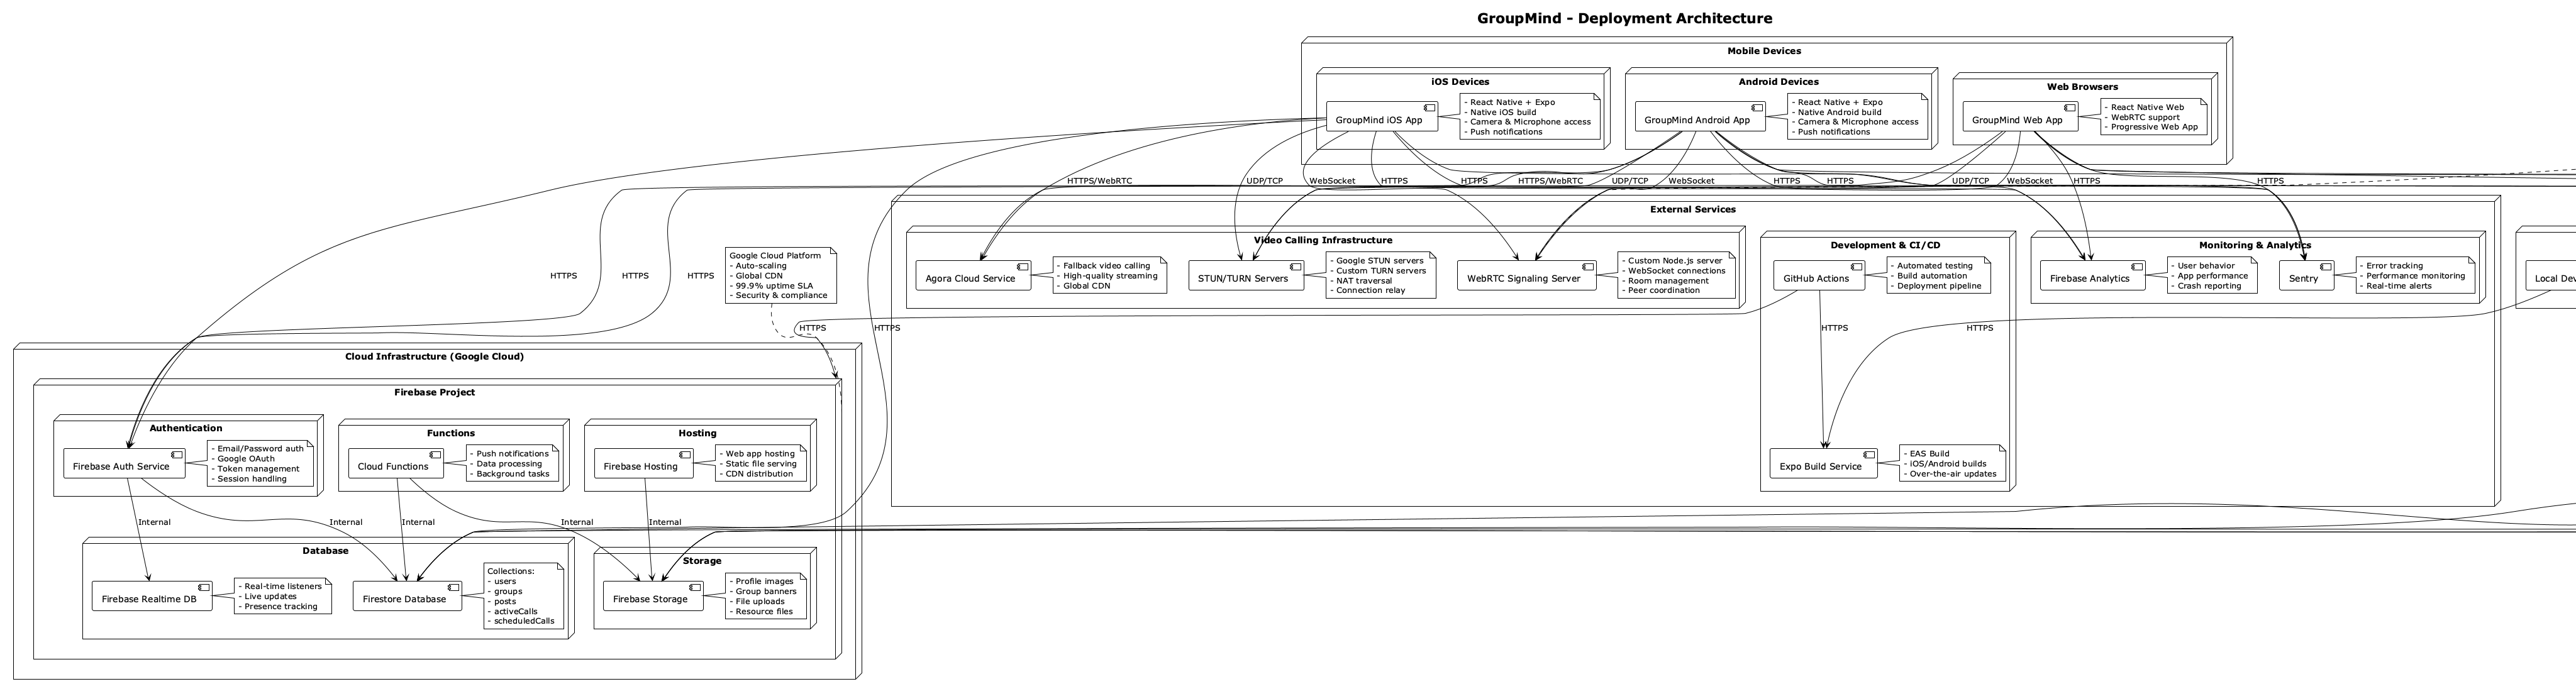 GroupMind - Deployment Architecture
Mobile Devices
iOS Devices
GroupMind iOS App
- React Native + Expo
- Native iOS build
- Camera & Microphone access
- Push notifications
Android Devices
GroupMind Android App
- React Native + Expo
- Native Android build
- Camera & Microphone access
- Push notifications
Web Browsers
GroupMind Web App
- React Native Web
- WebRTC support
- Progressive Web App
HTTPS/WebRTC
UDP/TCP
WebSocket
HTTPS
HTTPS
HTTPS/WebRTC
UDP/TCP
WebSocket
HTTPS
HTTPS
UDP/TCP
WebSocket
HTTPS
HTTPS
External Services
Video Calling Infrastructure
Agora Cloud Service
- Fallback video calling
- High-quality streaming
- Global CDN
STUN/TURN Servers
- Google STUN servers
- Custom TURN servers
- NAT traversal
- Connection relay
WebRTC Signaling Server
- Custom Node.js server
- WebSocket connections
- Room management
- Peer coordination
Development & CI/CD
GitHub Actions
- Automated testing
- Build automation
- Deployment pipeline
Monitoring & Analytics
Firebase Analytics
- User behavior
- App performance
- Crash reporting
Sentry
- Error tracking
- Performance monitoring
- Real-time alerts
Local Dev
HTTPS
HTTPS
HTTPS
Google Cloud Platform
- Auto-scaling
- Global CDN
- 99.9% uptime SLA
- Security & compliance
HTTPS
HTTPS
HTTPS
HTTPS
Expo Build Service
- EAS Build
- iOS/Android builds
- Over-the-air updates
Cloud Infrastructure (Google Cloud)
Firebase Project
Authentication
Firebase Auth Service
- Email/Password auth
- Google OAuth
- Token management
- Session handling
Functions
Cloud Functions
- Push notifications
- Data processing
- Background tasks
Hosting
Firebase Hosting
- Web app hosting
- Static file serving
- CDN distribution
Internal
Internal
Internal
Internal
Internal
Database
Firebase Realtime DB
- Real-time listeners
- Live updates
- Presence tracking
Firestore Database
Collections:
- users
- groups
- posts
- activeCalls
- scheduledCalls
Storage
Firebase Storage
- Profile images
- Group banners
- File uploads
- Resource files